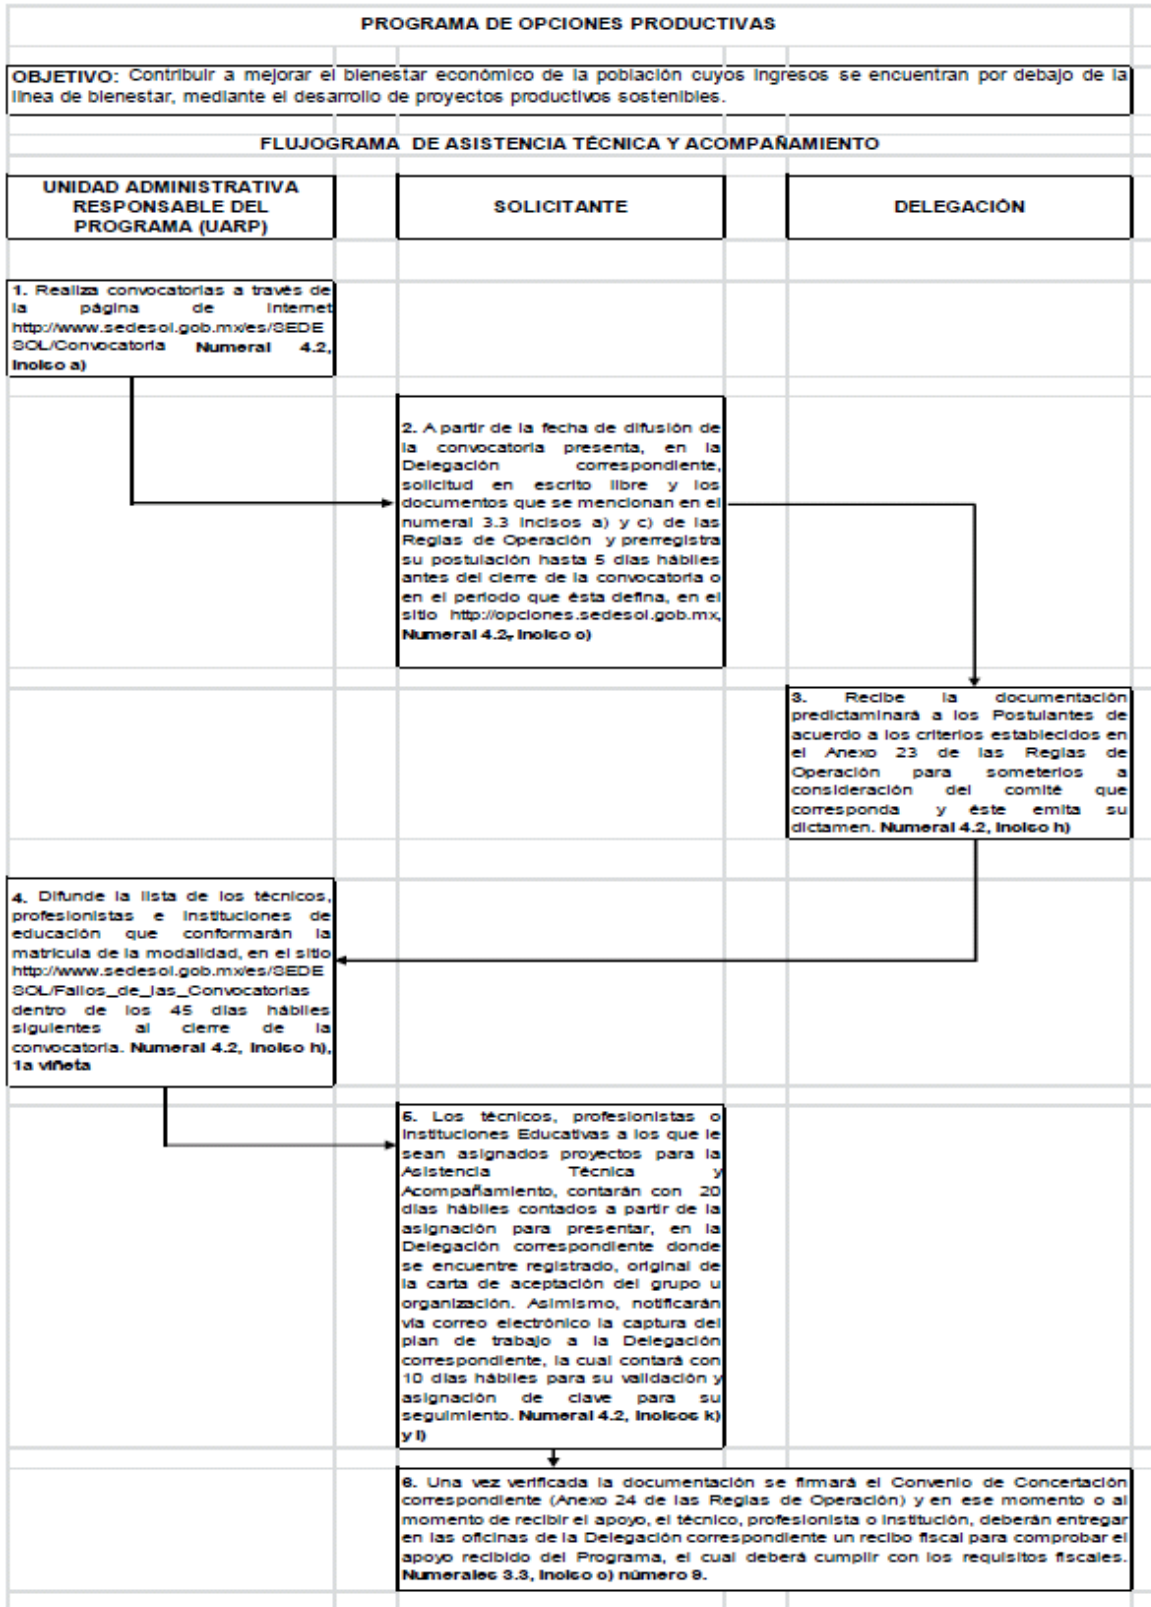 PROGRAMA DE OPCIONES PRODUCTIVAS
OBJETIVO: Contribuir a mejorar el bienestar económico de la población cuyos ingresos se encuentran por debajo de la
línea de bienestar, mediante el desarrollo de proyectos productivos sostenibles.
FLUJOGRAMA DE ASISTENCIA TÉCNICA Y ACOMPAÑAMIENTO
UNIDAD ADMINISTRATIVA
RESPONSABLE DEL
PROGRAMA (UARP)
SOLICITANTE
DELEGACIÓN
1. Realiza convocatorias a través de
la página de internet
http://www.sedesol.gob.mx/es/SEDE
SOL/Convocatoria Numeral 4.2,
Inciso a)
2. A partir de la fecha de difusión de
la convocatoria presenta, en la
Delegación correspondiente,
solicitud en escrito libre y los
documentos que se mencionan en el
numeral 3.3 incisos a) y c) de las
Reglas de Operación y prerregistra
su postulación hasta 5 días hábiles
antes del cierre de la convocatoria o
en el periodo que ésta defina, en el
sitio http://opciones.sedesol.gob.mx,
Numeral 4.2, Inciso c)
3. Recibe la documentación
predictaminará a los Postulantes de
acuerdo a los criterios establecidos en
el Anexo 23 de las Reglas de
Operación para someterlos a
consideración del comité que
corresponda y éste emita su
dictamen. Numeral 4.2, Inciso h)
4. Difunde la lista de los técnicos,
profesionistas e instituciones de
educación que conformarán la
matrícula de la modalidad, en el sitio
http://www.sedesol.gob.mx/es/SEDE
SOL/Fallos_de_las_Convocatorias
dentro de los 45 días hábiles
siguientes al cierre de la
convocatoria. Numeral 4.2, Inciso h),
1a viñeta
5. Los técnicos, profesionistas o
Instituciones Educativas a los que le
sean asignados proyectos para la
Asistencia Técnica y
Acompañamiento, contarán con 20
días hábiles contados a partir de la
asignación para presentar, en la
Delegación correspondiente donde
se encuentre registrado, original de
la carta de aceptación del grupo u
organización. Asimismo, notificarán
vía correo electrónico la captura del
plan de trabajo a la Delegación
correspondiente, la cual contará con
10 días hábiles para su validación y
asignación de clave para su
seguimiento. Numeral 4.2, Incisos k)
y l)
6. Una vez verificada la documentación se firmará el Convenio de Concertación
correspondiente (Anexo 24 de las Reglas de Operación) y en ese momento o al
momento de recibir el apoyo, el técnico, profesionista o institución, deberán entregar
en las oficinas de la Delegación correspondiente un recibo fiscal para comprobar el
apoyo recibido del Programa, el cual deberá cumplir con los requisitos fiscales.
Numerales 3.3, Inciso c) número 9.